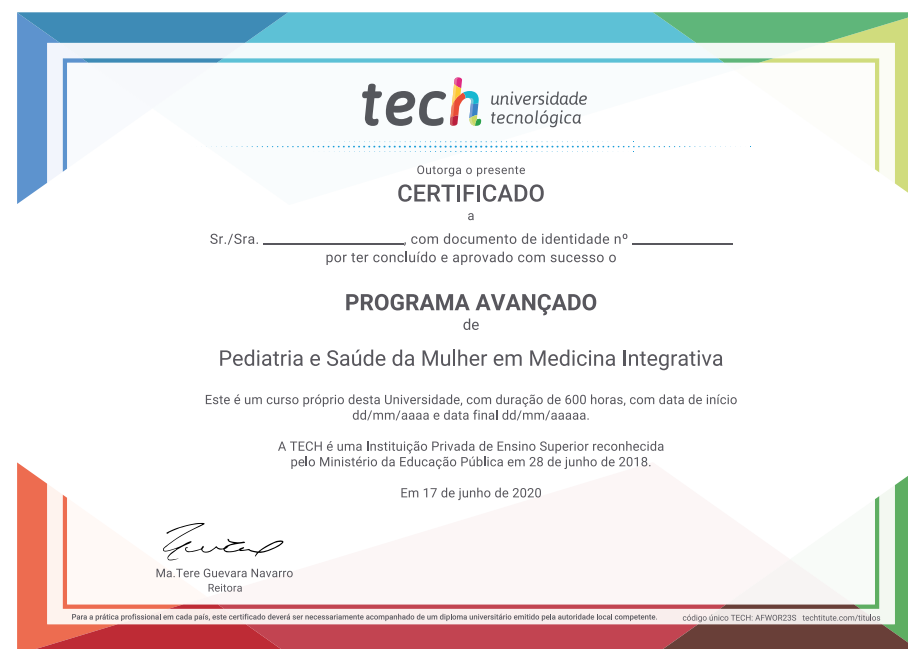 tech universidade
tecnológica
Outorga o presente
CERTIFICADO
a
Sr./Sra. ____________, com documento de identidade nº ____________
por ter concluído e aprovado com sucesso o
PROGRAMA AVANÇADO
de
Pediatria e Saúde da Mulher em Medicina Integrativa
Este é um curso próprio desta Universidade, com duração de 600 horas, com data de início
dd/mm/aaaa e data final dd/mm/aaaaa.
A TECH é uma Instituição Privada de Ensino Superior reconhecida
pelo Ministério da Educação Pública em 28 de junho de 2018.
Em 17 de junho de 2020
Ma.Tere Guevara Navarro
Reitora
Para a prática profissional em cada país, este certificado deverá ser necessariamente acompanhado de um diploma universitário emitido pela autoridade local competente. código único TECH: AFWOR23S techtitute.com/titulos